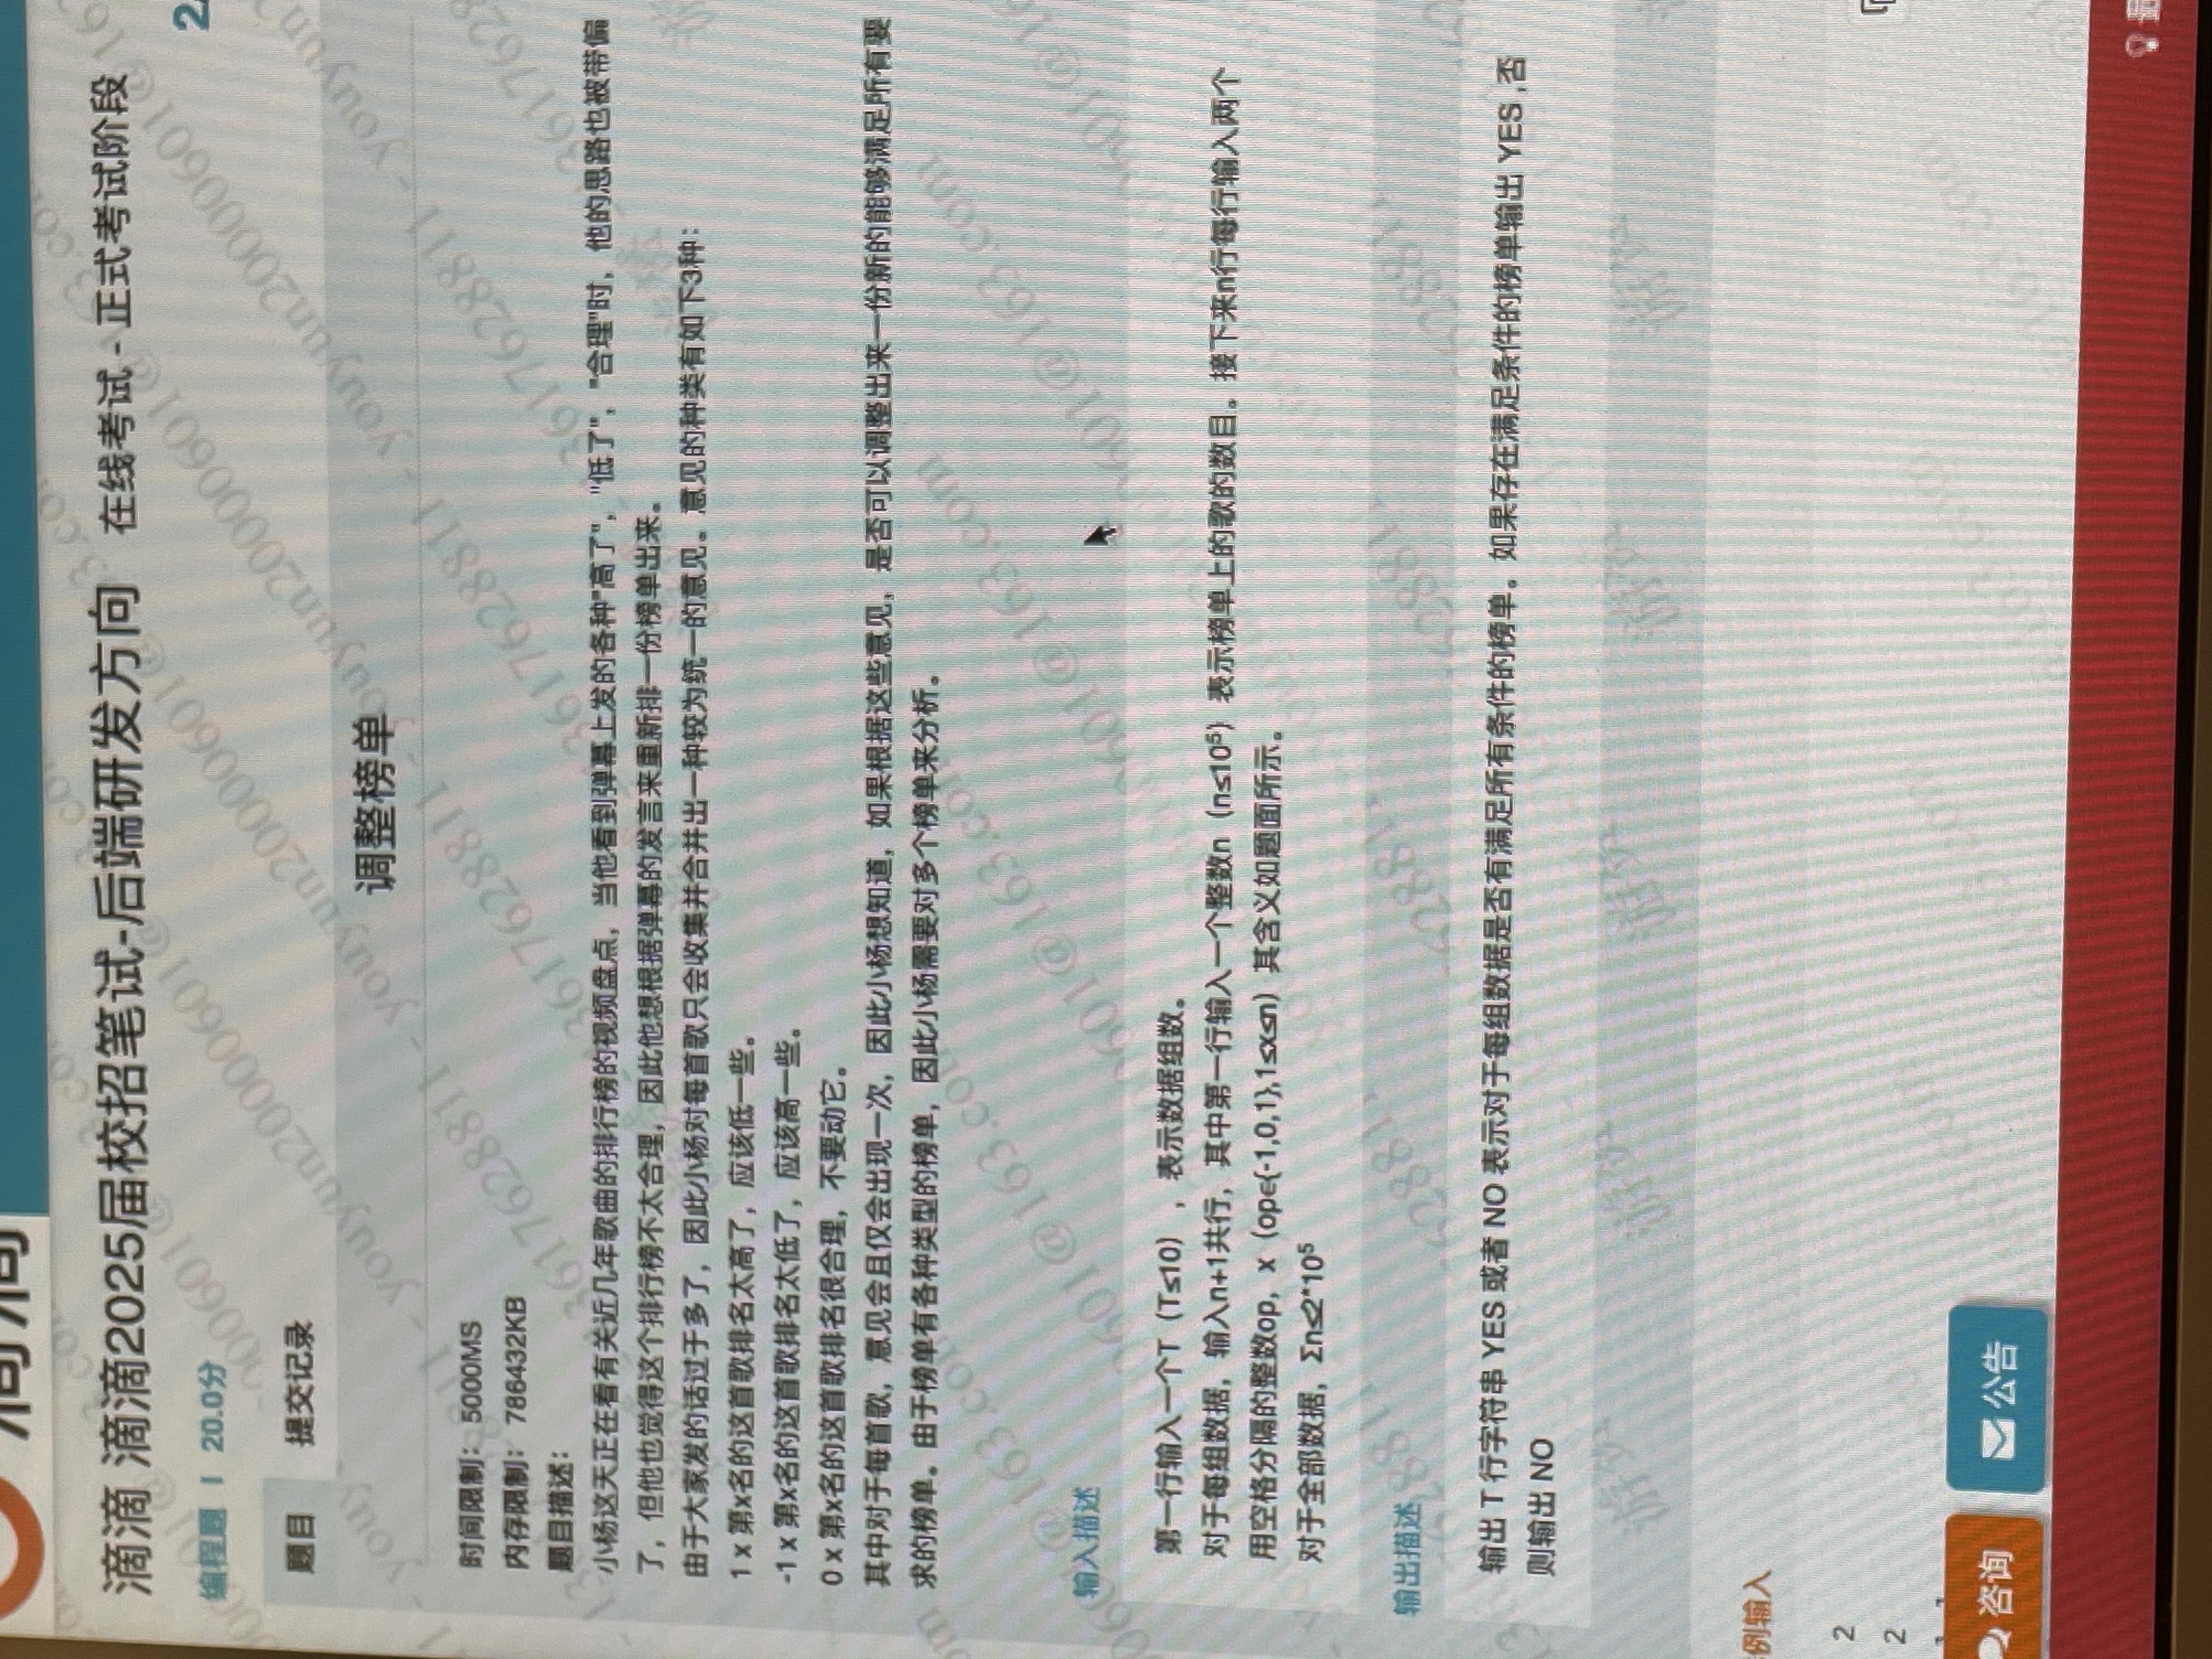 滴滴
滴滴 滴滴2025届校招笔试-后端研发方向 在线考试 - 正式考试阶段
编程题 | 20.0分
2
题目 提交记录
调整榜单
时间限制： 5000MS
内存限制： 786432KB
题目描述：
小杨这天正在看有关近几年歌曲的排行榜的视频盘点，当他看到弹幕上发的各种"高了"，"低了"，"合理"时，他的思路也被带偏
了，但他也觉得这个排行榜不太合理，因此他想根据弹幕的发言来重新排一份榜单出来。
由于大家发的话过于多了，因此小杨对每首歌只会收集并合并出一种较为统一的意见。意见的种类有如下3种：
1 x 第x名的这首歌排名太高了，应该低一些。
-1 x 第x名的这首歌排名太低了，应该高一些。
0 x 第x名的这首歌排名很合理，不要动它。
其中对于每首歌，意见会且仅会出现一次，因此小杨想知道，如果根据这些意见，是否可以调整出来一份新的能够满足所有要
求的榜单。由于榜单有各种类型的榜单，因此小杨需要对多个榜单来分析。
输入描述
第一行输入一个T（T≤10），表示数据组数。
对于每组数据，输入n+1共行，其中第一行输入一个整数n（n≤10⁵）表示榜单上的歌的数目。接下来n行每行输入两个
用空格分隔的整数op，x（op∈{-1,0,1},1≤x≤n）其含义如题面所示。
对于全部数据，Σn≤2*10⁵
输出描述
输出 T 行字符串 YES 或者 NO 表示对于每组数据是否有满足所有条件的榜单。如果存在满足条件的榜单输出 YES ,否
则输出 NO
例输入
2
2
咨询 公告